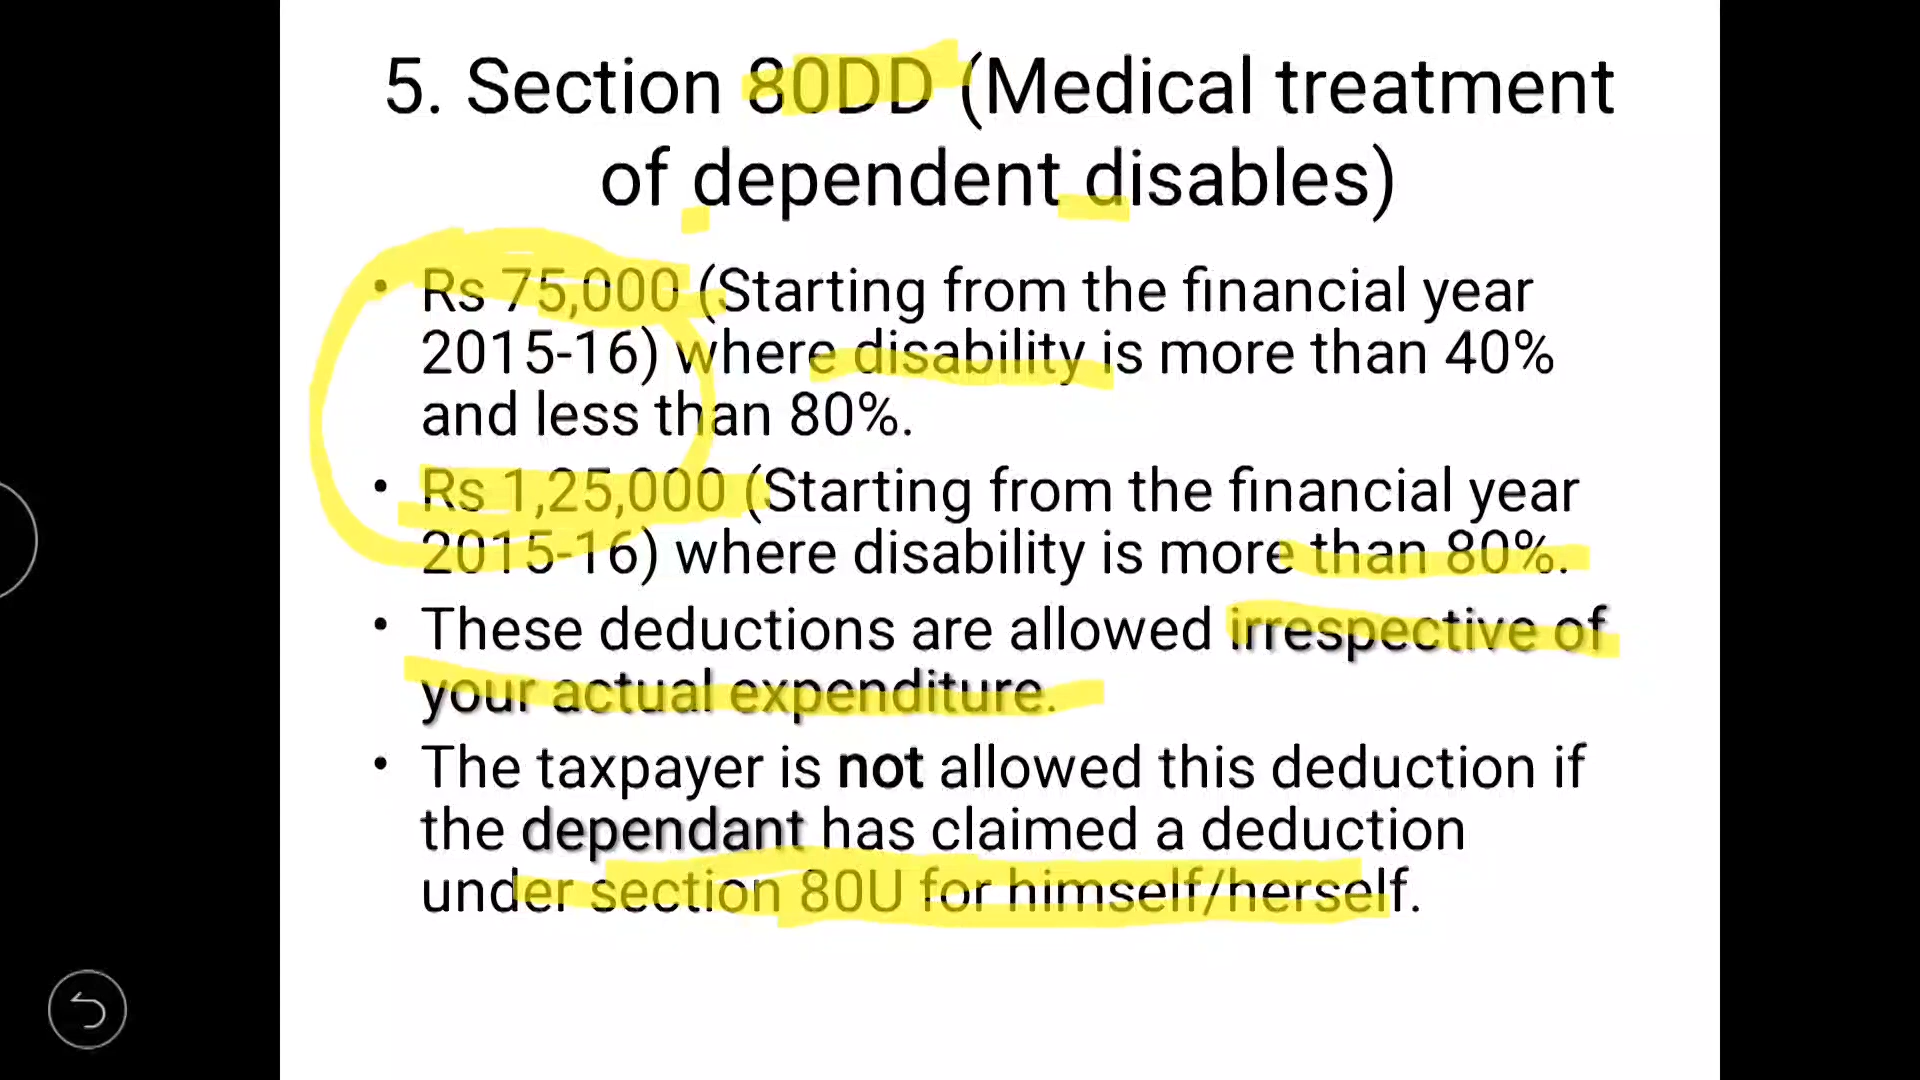 5. Section 80DD (Medical treatment
of dependent disables)
• Rs 75,000 (Starting from the financial year
2015-16) where disability is more than 40%
and less than 80%.
• Rs 1,25,000 (Starting from the financial year
2015-16) where disability is more than 80%.
• These deductions are allowed irrespective of
your actual expenditure.
• The taxpayer is not allowed this deduction if
the dependant has claimed a deduction
under section 80U for himself/herself.